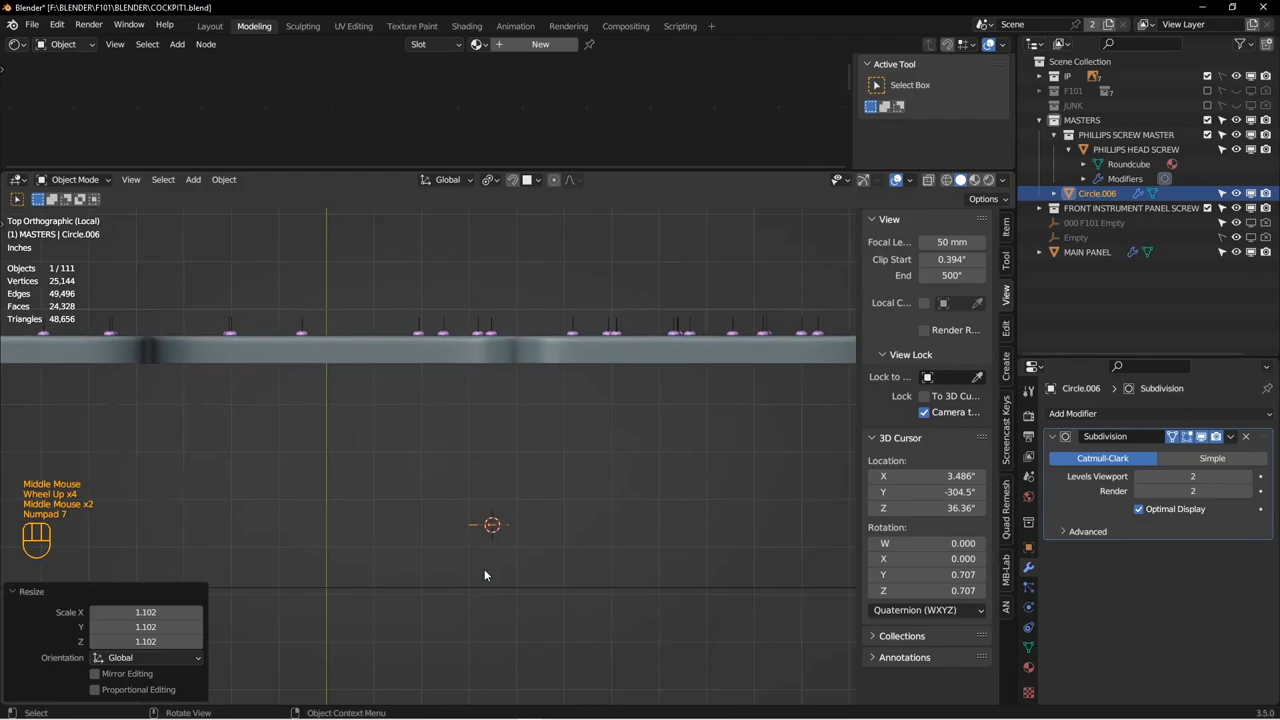 Blender* [F:\BLENDER\F101\BLENDER\COCKPIT1.blend]
File Edit Render Window Help Layout Modeling Sculpting UV Editing Texture Paint Shading Animation Rendering Compositing Scripting Scene 2 View Layer
Object View Select Add Node Slot New
Active Tool
Select Box
Object Mode View Select Add Object Global
Options
Top Orthographic (Local)
(1) MASTERS | Circle.006
Inches
Objects 1 / 111
Vertices 25,144
Edges 49,496
Faces 24,328
Triangles 48,656
Middle Mouse
Wheel Up x4
Middle Mouse x2
Numpad 7
Resize
Scale X 1.102
Y 1.102
Z 1.102
Orientation Global
Mirror Editing
Proportional Editing
View
Focal Le... 50 mm
Clip Start 0.394"
End 500"
Local C...
Render R...
View Lock
Lock to ...
Lock To 3D Cu...
Camera t...
3D Cursor
Location:
X 3.486"
Y -304.5"
Z 36.36"
Rotation:
W 0.000
X 0.000
Y 0.707
Z 0.707
Quaternion (WXYZ)
Collections
Annotations
Item
Tool
View
Edit
Create
Screencast Keys
Quad Remesh
MB-Lab
AN
Scene Collection
IP 7
F101 7
JUNK
MASTERS
PHILLIPS SCREW MASTER
PHILLIPS HEAD SCREW
Roundcube
Modifiers
Circle.006
FRONT INSTRUMENT PANEL SCREW
000 F101 Empty
Empty
MAIN PANEL
Circle.006 > Subdivision
Add Modifier
Subdivision
Catmull-Clark Simple
Levels Viewport 2
Render 2
Optimal Display
Advanced
Select Rotate View Object Context Menu 3.5.0